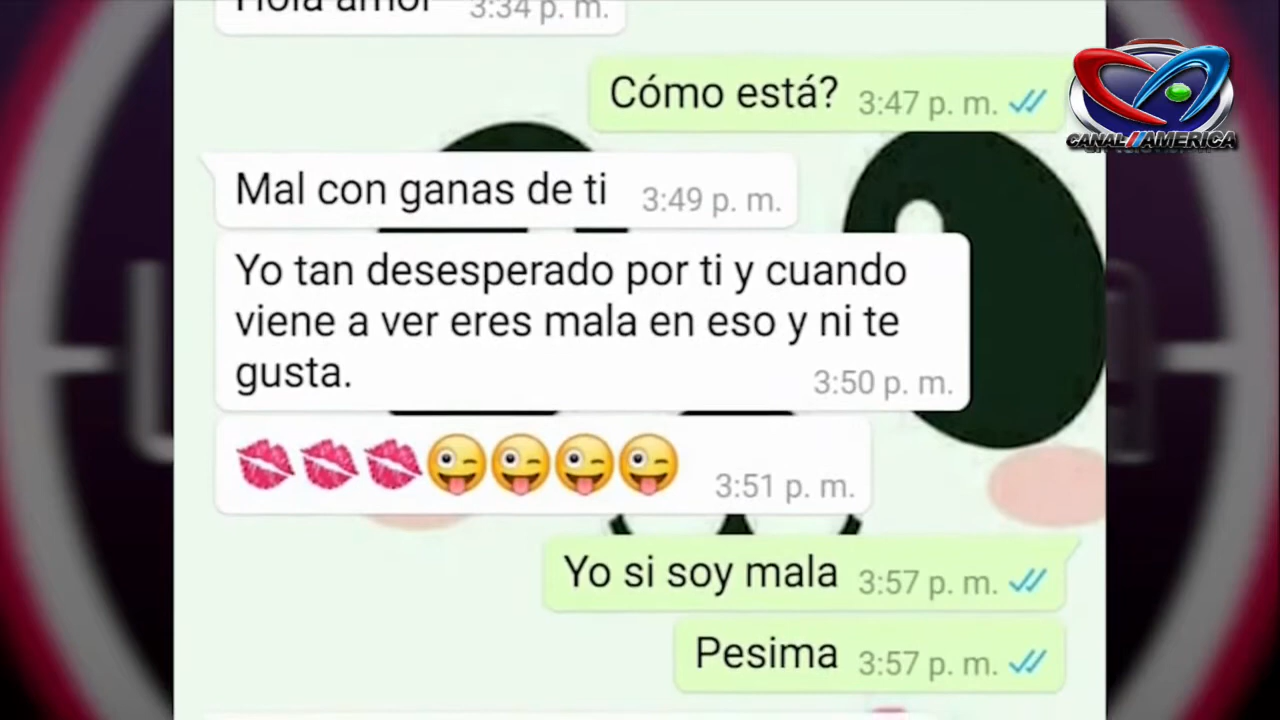 Hola amor 3:34 p. m.
Cómo está? 3:47 p. m.
Mal con ganas de ti 3:49 p. m.
Yo tan desesperado por ti y cuando
viene a ver eres mala en eso y ni te
gusta. 3:50 p. m.
3:51 p. m.
Yo si soy mala 3:57 p. m.
Pesima 3:57 p. m.
CANAL AMERICA